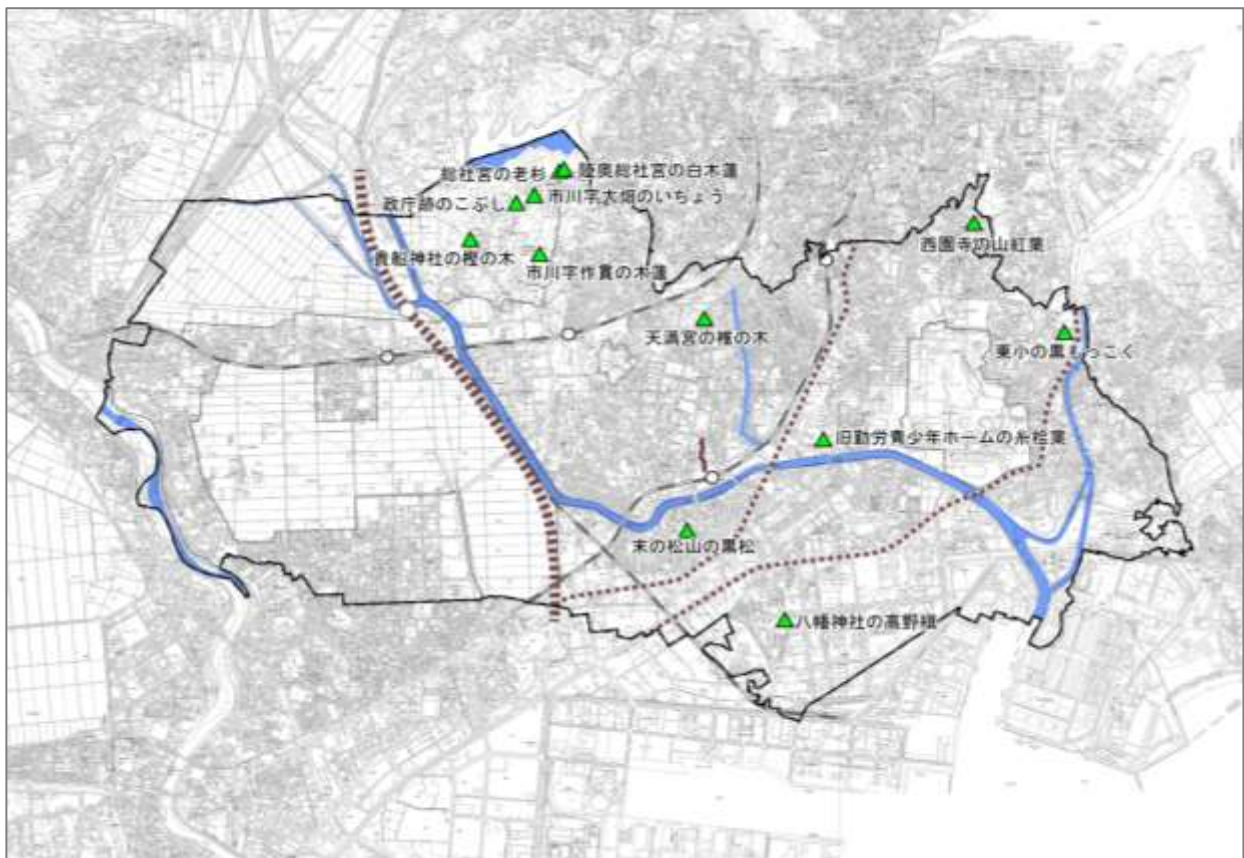 総社宮の老杉
陸奥総社宮の白木蓮
市川字大畑のいちょう
政庁跡のこぶし
貴船神社の樫の木
市川字作貫の木蓮
西園寺の山紅葉
天満宮の榧の木
東小の黒もっこく
旧勤労青少年ホームの糸桧葉
末の松山の黒松
八幡神社の高野槇